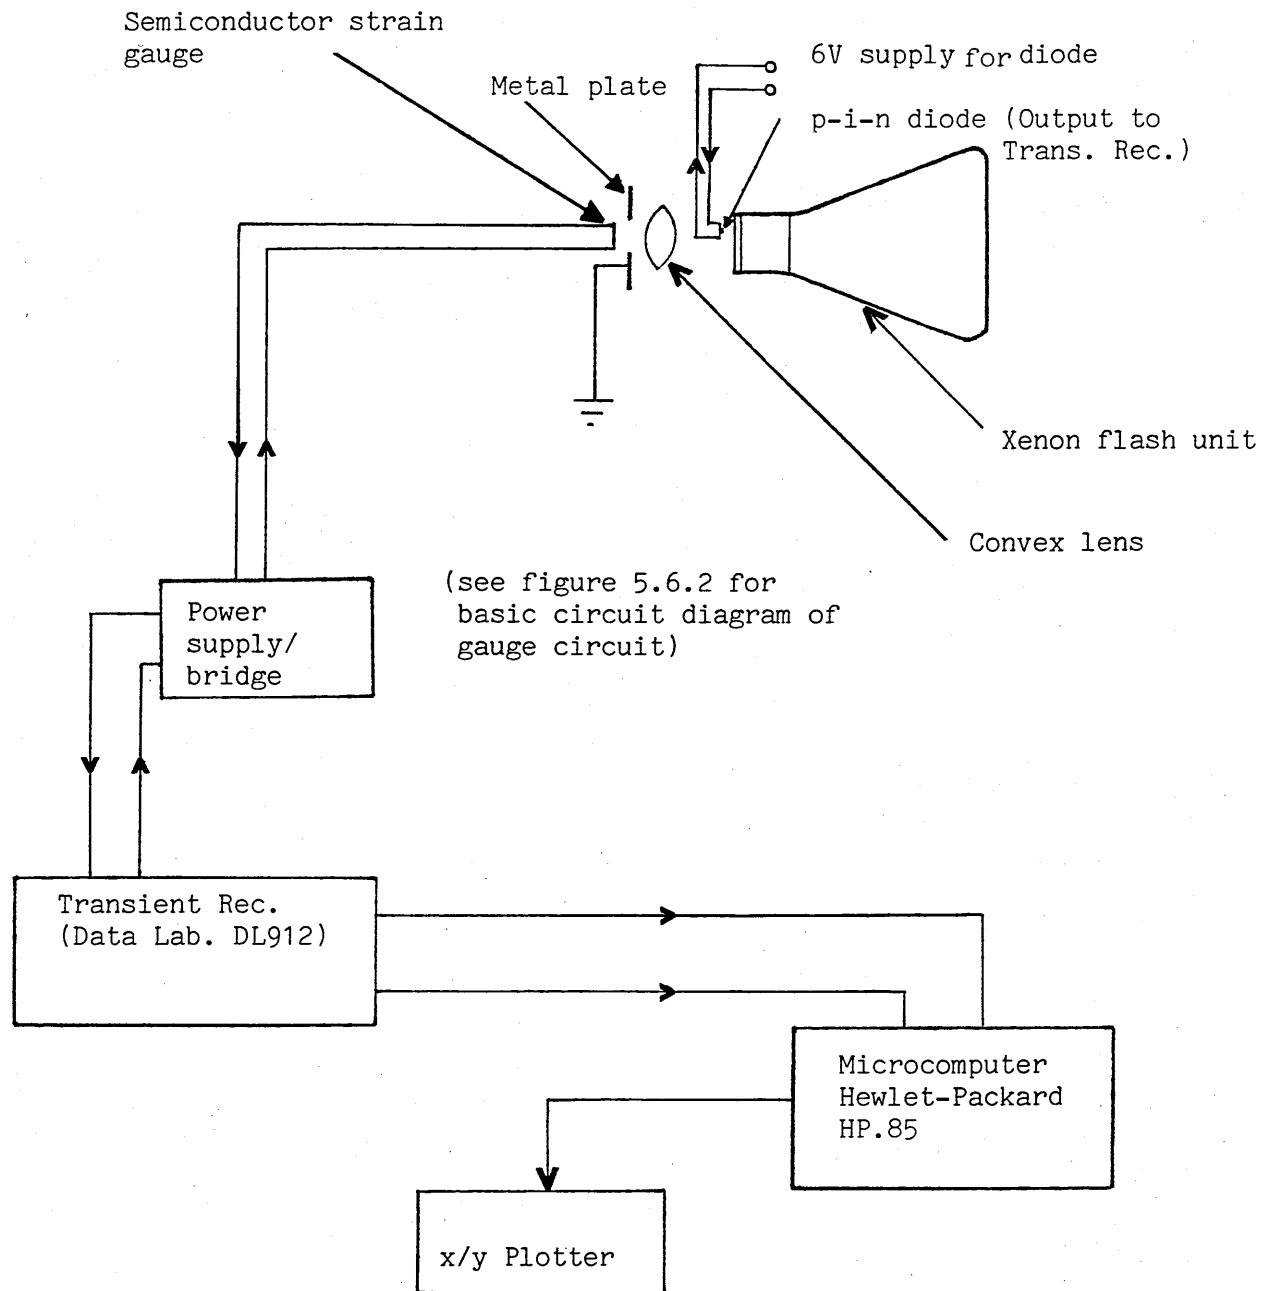 Semiconductor strain
gauge
Metal plate
6V supply for diode
p-i-n diode (Output to
Trans. Rec.)
Xenon flash unit
Convex lens
(see figure 5.6.2 for
basic circuit diagram of
gauge circuit)
Power
supply/
bridge
Transient Rec.
(Data Lab. DL912)
Microcomputer
Hewlet-Packard
HP.85
x/y Plotter